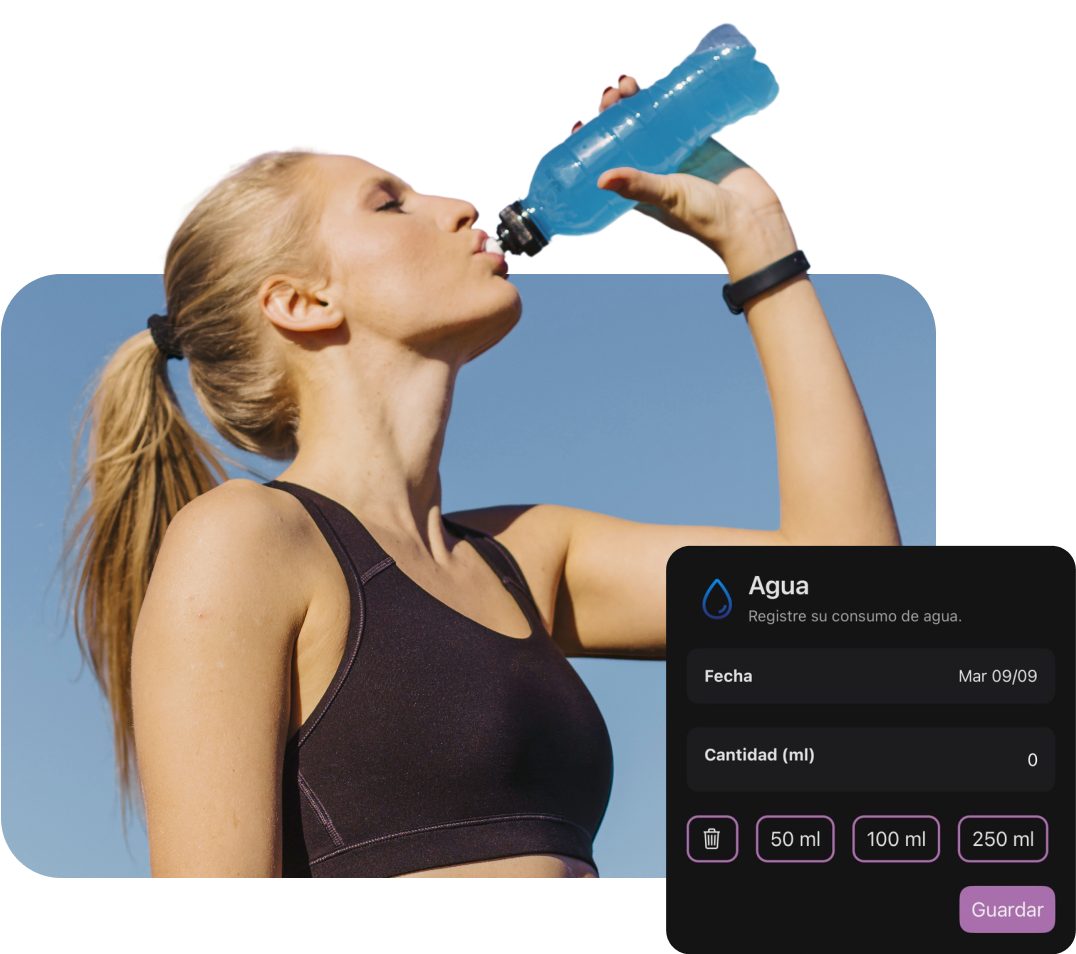 Agua
Registre su consumo de agua.
Fecha
Mar 09/09
Cantidad (ml)
0
50 ml
100 ml
250 ml
Guardar